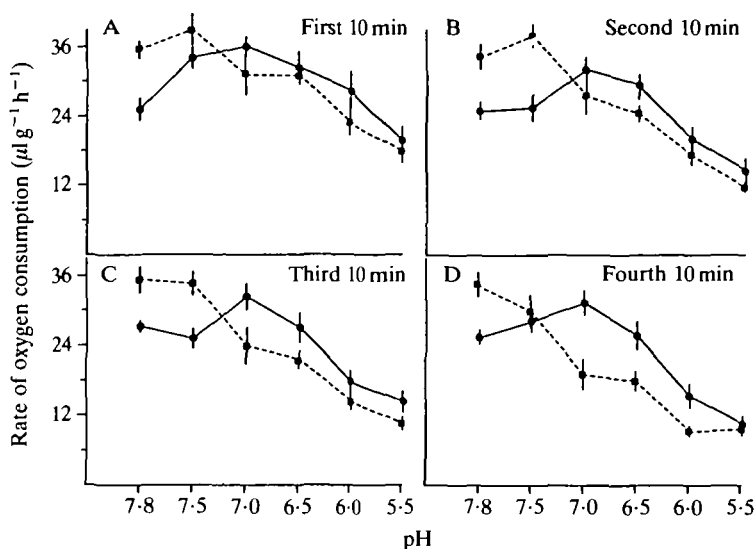 A
First 10 min
36
24
12
B
Second 10 min
C
Third 10 min
36
24
12
D
Fourth 10 min
7·8 7·5 7·0 6·5 6·0 5·5
7·8 7·5 7·0 6·5 6·0 5·5
pH
Rate of oxygen consumption (μl g⁻¹ h⁻¹)